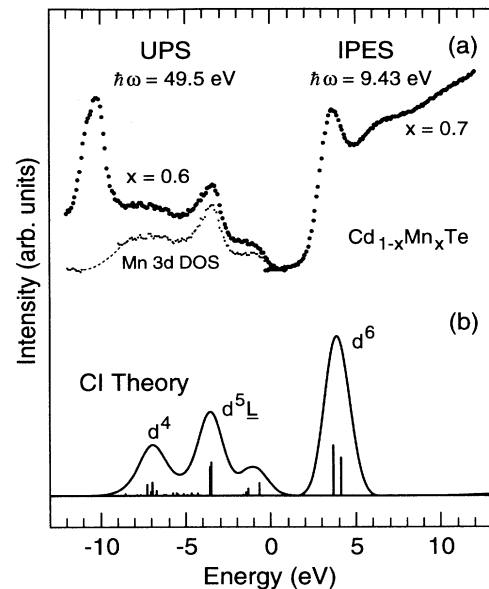 UPS IPES (a)
ħω = 49.5 eV ħω = 9.43 eV
x = 0.6 x = 0.7
Mn 3d DOS Cd₁₋ₓMnₓTe
Intensity (arb. units)
(b)
CI Theory d⁶
d⁴ d⁵L̲
-10 -5 0 5 10
Energy (eV)